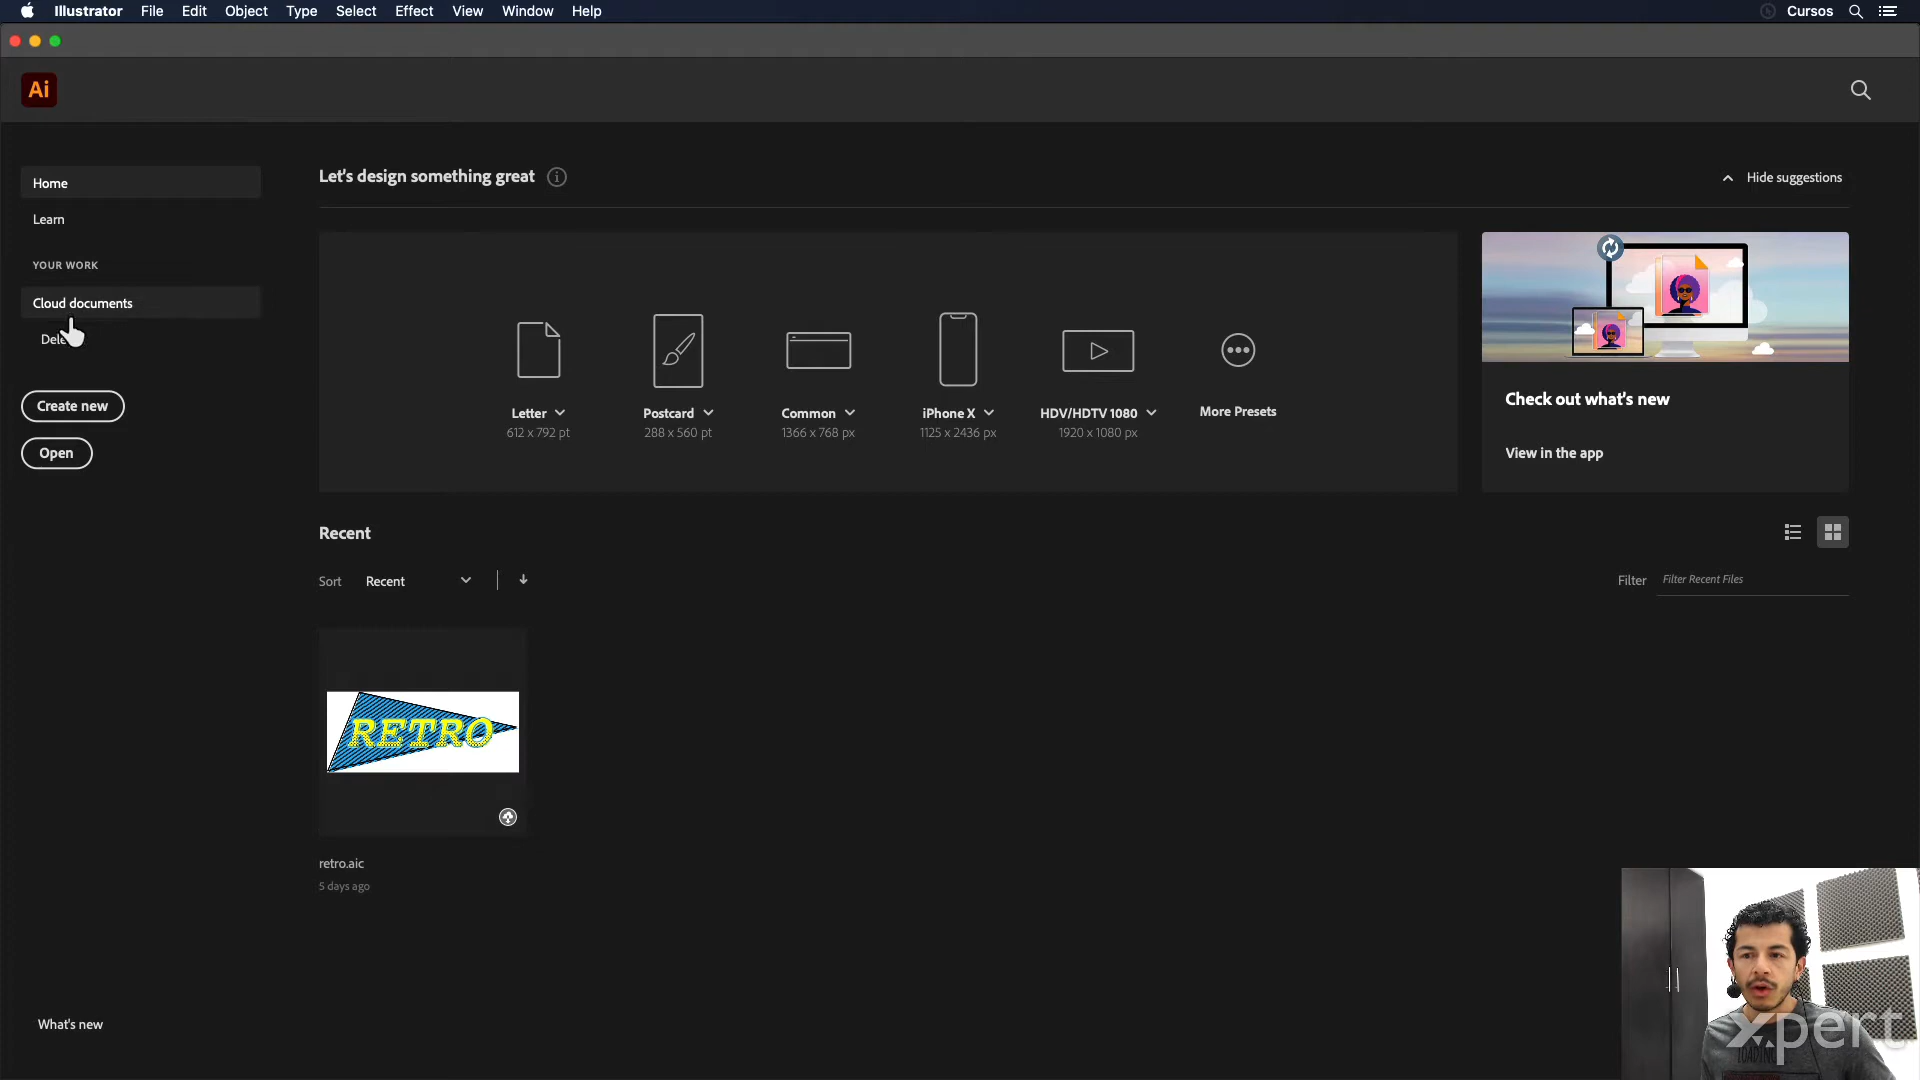 Illustrator File Edit Object Type Select Effect View Window Help
Cursos
Ai
Home
Learn
YOUR WORK
Cloud documents
Create new
Open
What's new
Let's design something great
Hide suggestions
Letter
612 x 792 pt
Postcard
288 x 560 pt
Common
1366 x 768 px
iPhone X
1125 x 2436 px
HDV/HDTV 1080
1920 x 1080 px
More Presets
Check out what's new
View in the app
Recent
Sort Recent
Filter Filter Recent Files
RETRO
retro.aic
5 days ago
xpert
LOADING